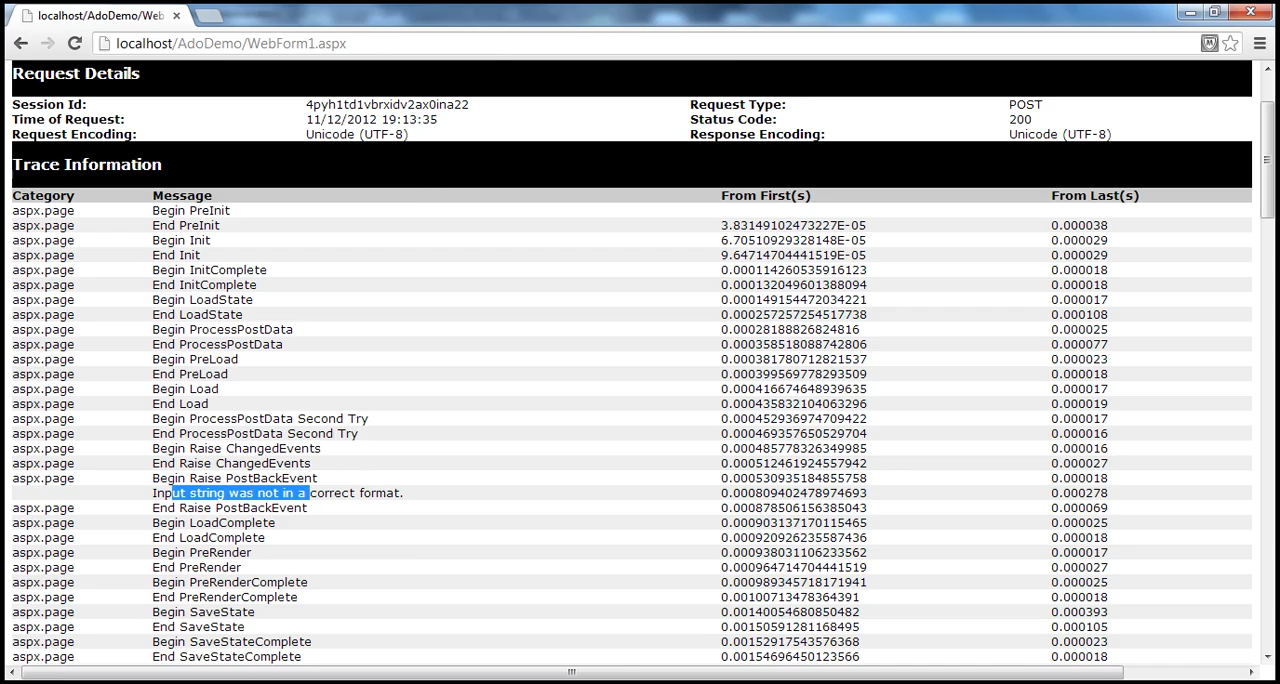 localhost/AdoDemo/Web
localhost/AdoDemo/WebForm1.aspx
Request Details
Session Id: 4pyh1td1vbrxidv2ax0ina22 Request Type: POST
Time of Request: 11/12/2012 19:13:35 Status Code: 200
Request Encoding: Unicode (UTF-8) Response Encoding: Unicode (UTF-8)
Trace Information
Category Message From First(s) From Last(s)
aspx.page Begin PreInit
aspx.page End PreInit 3.83149102473227E-05 0.000038
aspx.page Begin Init 6.70510929328148E-05 0.000029
aspx.page End Init 9.64714704441519E-05 0.000029
aspx.page Begin InitComplete 0.000114260535916123 0.000018
aspx.page End InitComplete 0.000132049601388094 0.000018
aspx.page Begin LoadState 0.000149154472034221 0.000017
aspx.page End LoadState 0.000257257254517738 0.000108
aspx.page Begin ProcessPostData 0.00028188826824816 0.000025
aspx.page End ProcessPostData 0.000358518088742806 0.000077
aspx.page Begin PreLoad 0.000381780712821537 0.000023
aspx.page End PreLoad 0.000399569778293509 0.000018
aspx.page Begin Load 0.000416674648939635 0.000017
aspx.page End Load 0.000435832104063296 0.000019
aspx.page Begin ProcessPostData Second Try 0.000452936974709422 0.000017
aspx.page End ProcessPostData Second Try 0.000469357650529704 0.000016
aspx.page Begin Raise ChangedEvents 0.000485778326349985 0.000016
aspx.page End Raise ChangedEvents 0.000512461924557942 0.000027
aspx.page Begin Raise PostBackEvent 0.000530935184855758 0.000018
Input string was not in a correct format. 0.000809402478974693 0.000278
aspx.page End Raise PostBackEvent 0.000878506156385043 0.000069
aspx.page Begin LoadComplete 0.000903137170115465 0.000025
aspx.page End LoadComplete 0.000920926235587436 0.000018
aspx.page Begin PreRender 0.000938031106233562 0.000017
aspx.page End PreRender 0.000964714704441519 0.000027
aspx.page Begin PreRenderComplete 0.000989345718171941 0.000025
aspx.page End PreRenderComplete 0.00100713478364391 0.000018
aspx.page Begin SaveState 0.00140054680850482 0.000393
aspx.page End SaveState 0.00150591281168495 0.000105
aspx.page Begin SaveStateComplete 0.00152917543576368 0.000023
aspx.page End SaveStateComplete 0.00154696450123566 0.000018